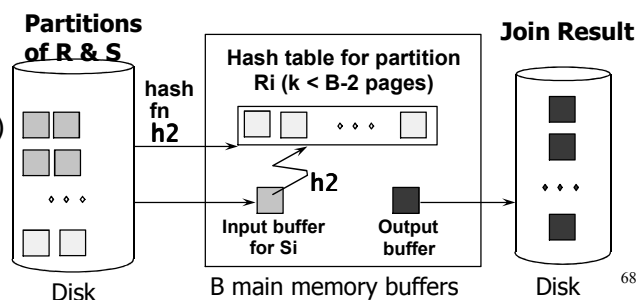 Partitions
of R & S
Join Result
Hash table for partition
Ri (k < B-2 pages)
hash
fn
h2
)
h2
Input buffer
for Si
Output
buffer
Disk
B main memory buffers
Disk
68